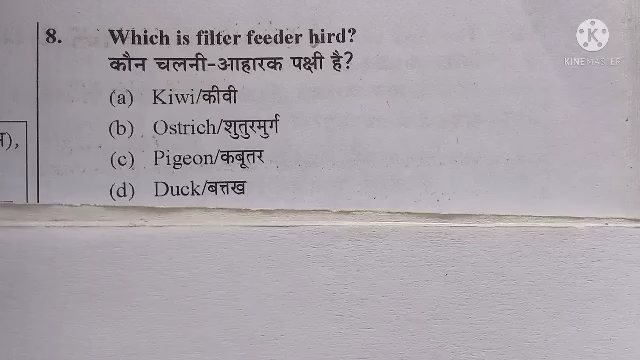 8. Which is filter feeder hird?
कौन चलनी-आहारक पक्षी है?
(a) Kiwi/कीवी
(b) Ostrich/शुतुरमुर्ग
(c) Pigeon/कबूतर
(d) Duck/बत्तख
),
K
KINEMASTER